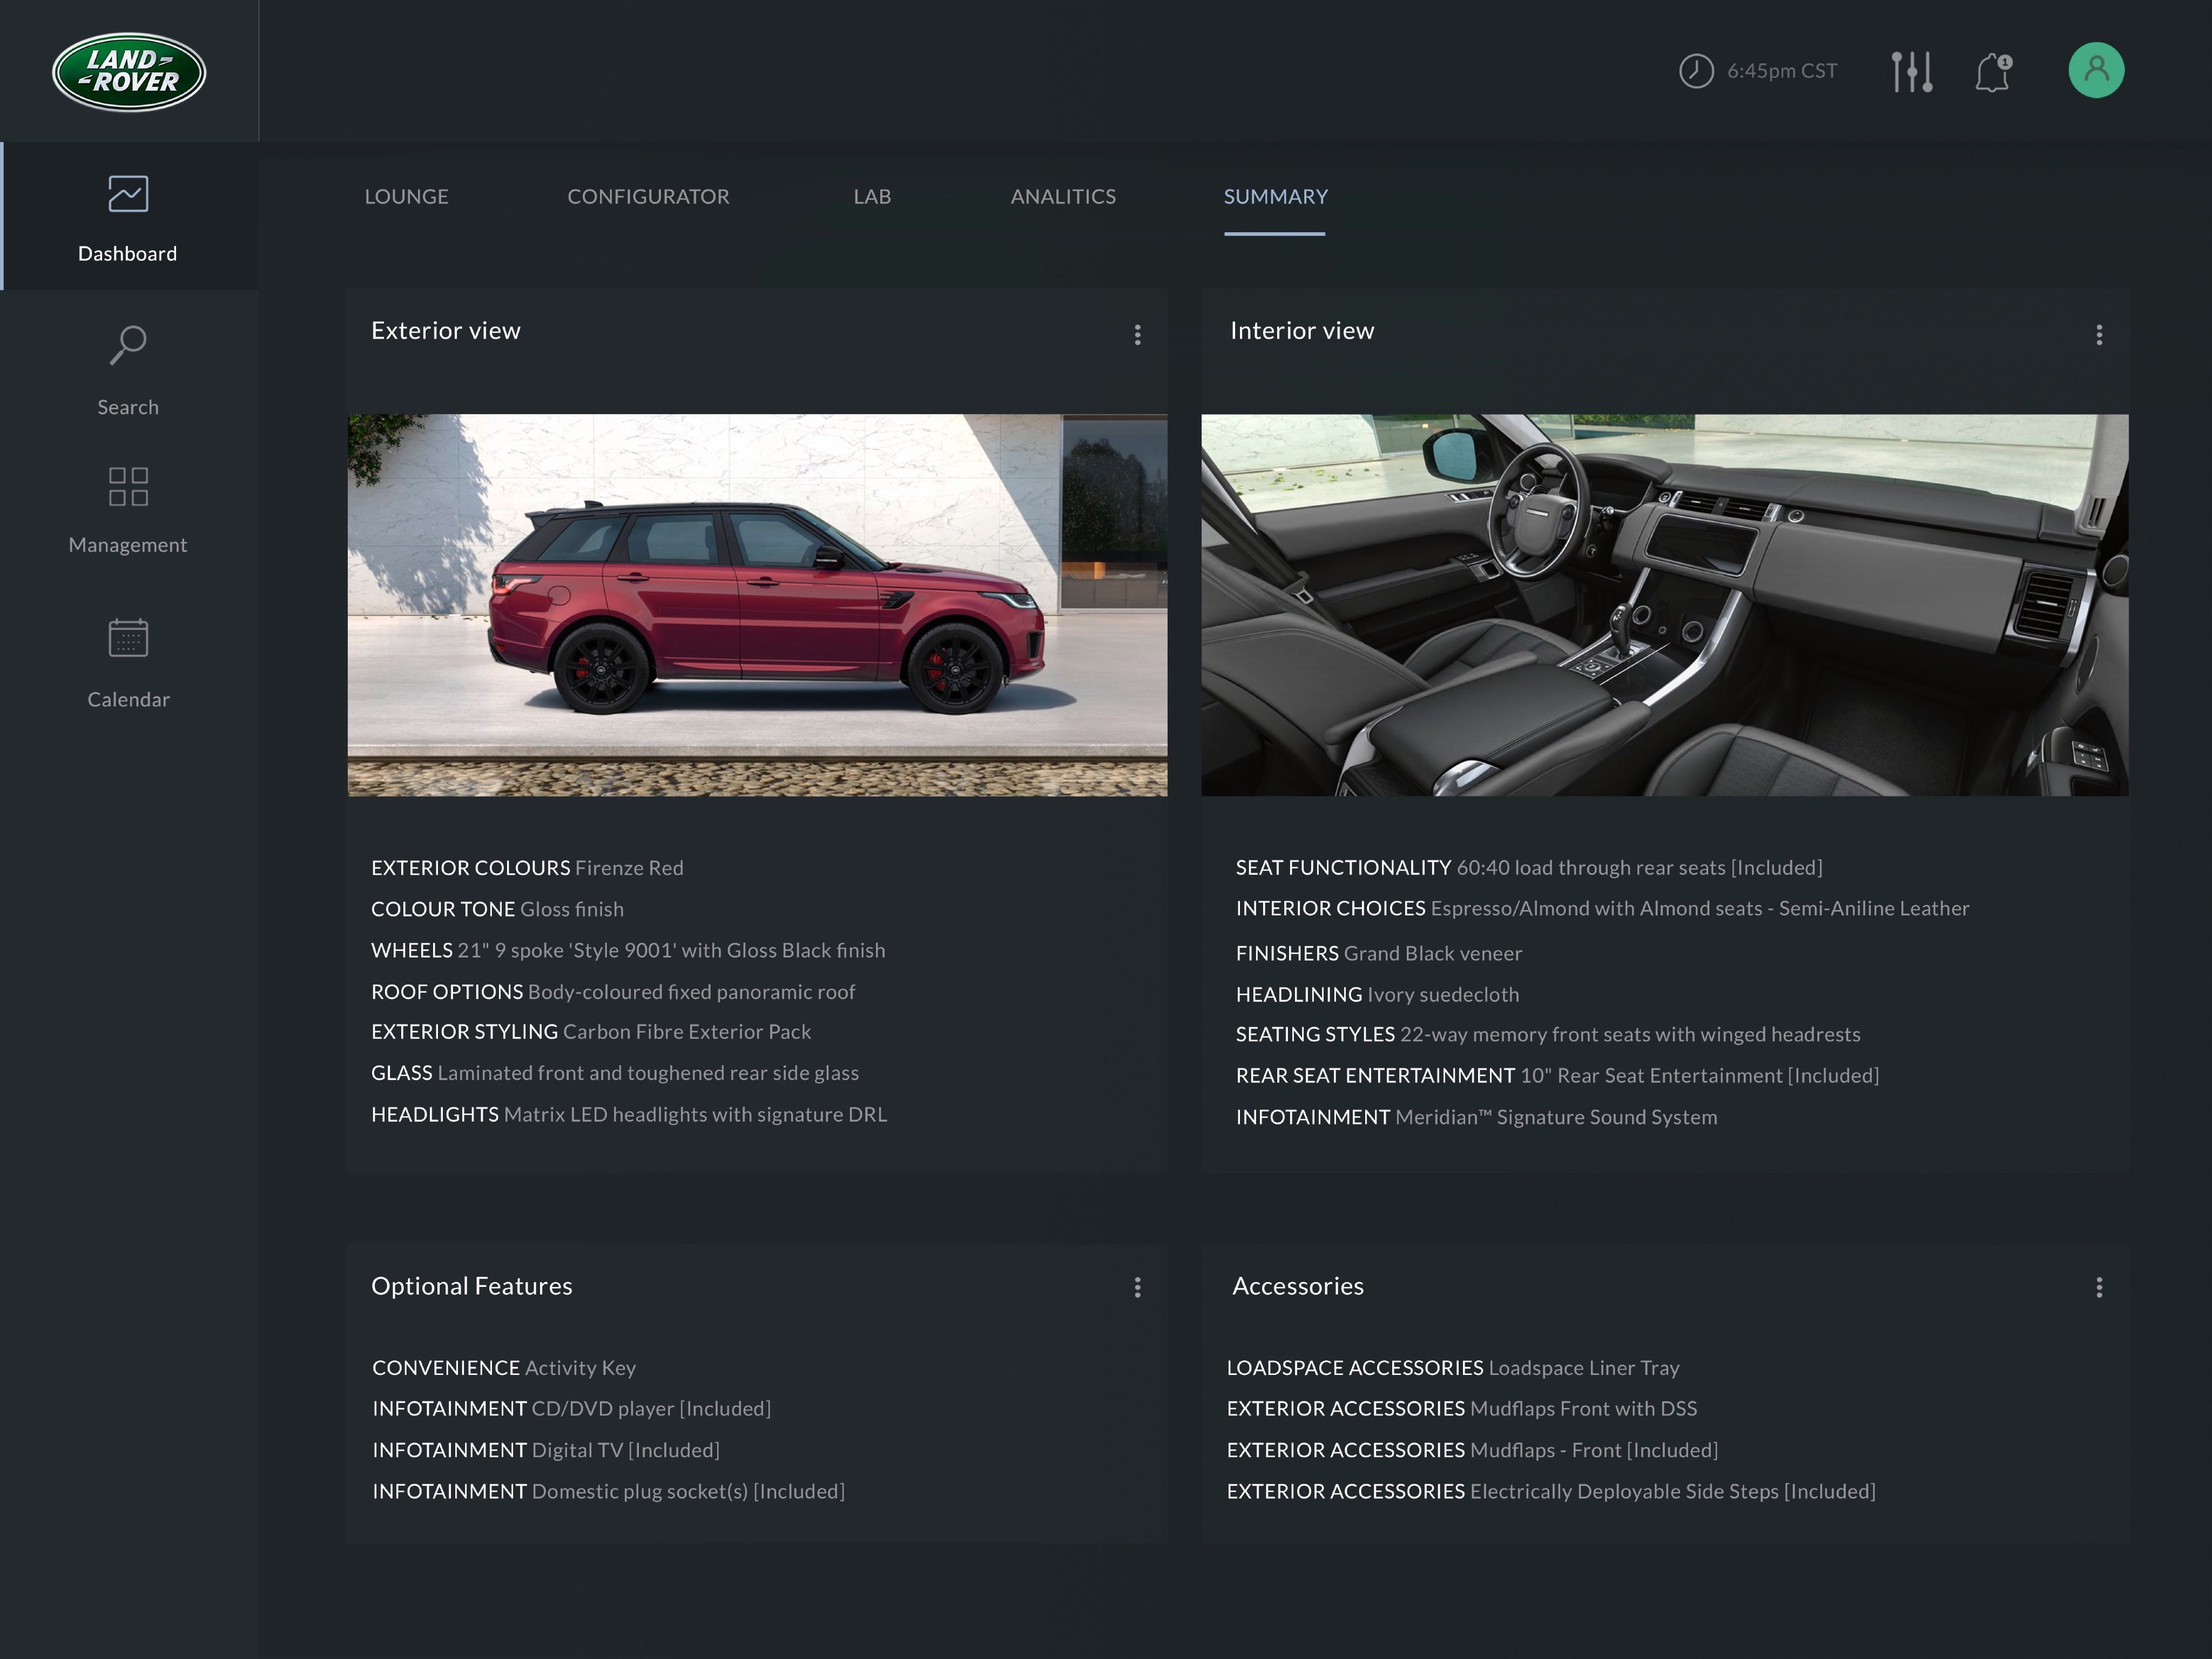 LAND-
-ROVER
6:45pm CST
1
LOUNGE
CONFIGURATOR
LAB
ANALITICS
SUMMARY
Dashboard
Search
Management
Calendar
Exterior view
EXTERIOR COLOURS Firenze Red
COLOUR TONE Gloss finish
WHEELS 21" 9 spoke 'Style 9001' with Gloss Black finish
ROOF OPTIONS Body-coloured fixed panoramic roof
EXTERIOR STYLING Carbon Fibre Exterior Pack
GLASS Laminated front and toughened rear side glass
HEADLIGHTS Matrix LED headlights with signature DRL
Interior view
SEAT FUNCTIONALITY 60:40 load through rear seats [Included]
INTERIOR CHOICES Espresso/Almond with Almond seats - Semi-Aniline Leather
FINISHERS Grand Black veneer
HEADLINING Ivory suedecloth
SEATING STYLES 22-way memory front seats with winged headrests
REAR SEAT ENTERTAINMENT 10" Rear Seat Entertainment [Included]
INFOTAINMENT Meridian™ Signature Sound System
Optional Features
CONVENIENCE Activity Key
INFOTAINMENT CD/DVD player [Included]
INFOTAINMENT Digital TV [Included]
INFOTAINMENT Domestic plug socket(s) [Included]
Accessories
LOADSPACE ACCESSORIES Loadspace Liner Tray
EXTERIOR ACCESSORIES Mudflaps Front with DSS
EXTERIOR ACCESSORIES Mudflaps - Front [Included]
EXTERIOR ACCESSORIES Electrically Deployable Side Steps [Included]